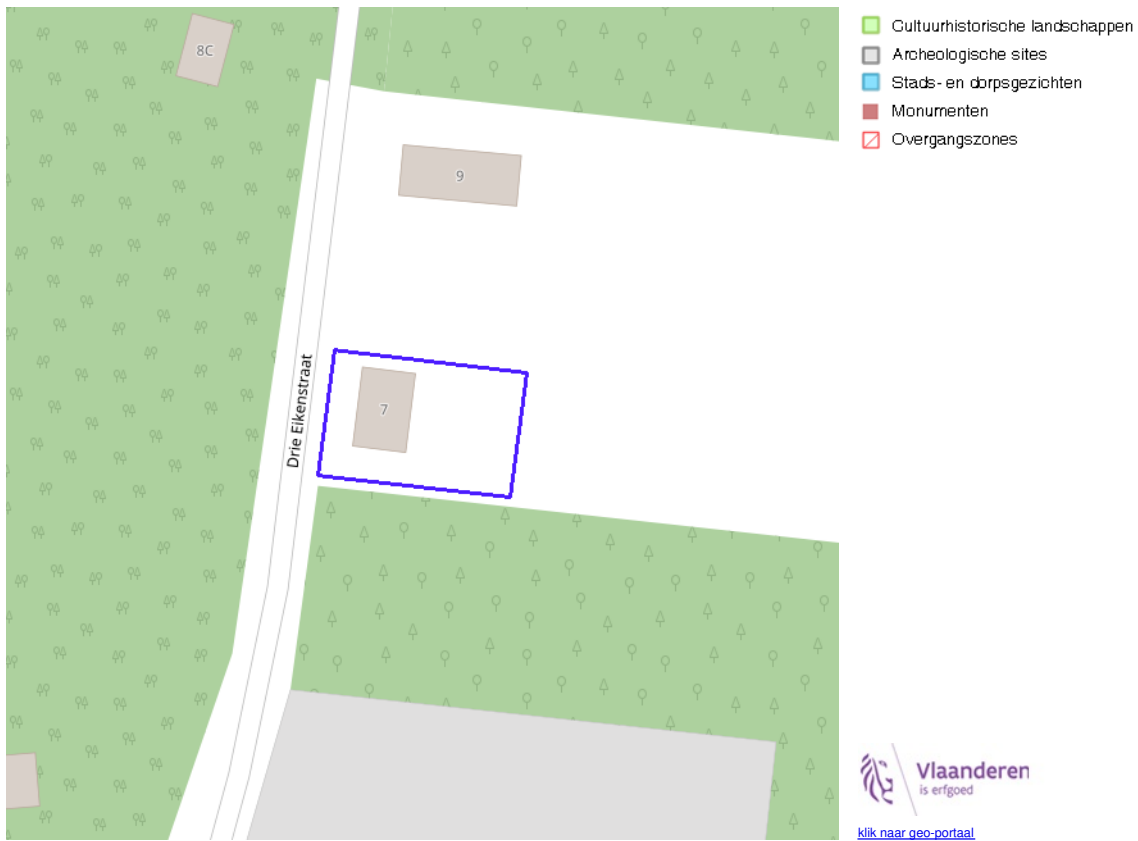 8C
9
7
Drie Eikenstraat
Cultuurhistorische landschappen
Archeologische sites
Stads- en dorpsgezichten
Monumenten
Overgangszones
Vlaanderen
is erfgoed
klik naar geo-portaal